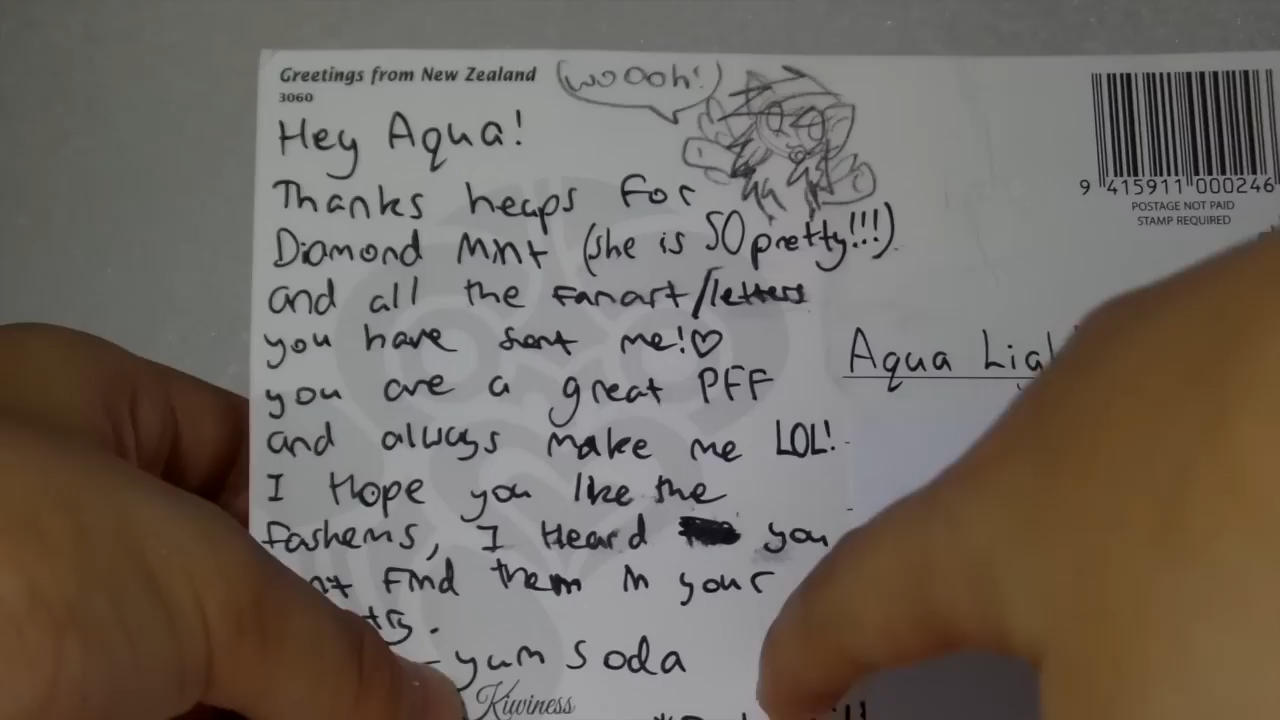 Greetings from New Zealand
3060
(woooh!)
Hey Aqua!
Thanks heaps for
Diamond Mint (she is SO pretty!!!)
and all the Fanart/letters
you have sent me!♡
you are a great PFF
and always make me LOL!
I Hope you like the
Fashems, I Heard you
Find them in your
-yum Soda
Kiwiness
Aqua
9 415911 000246
POSTAGE NOT PAID
STAMP REQUIRED